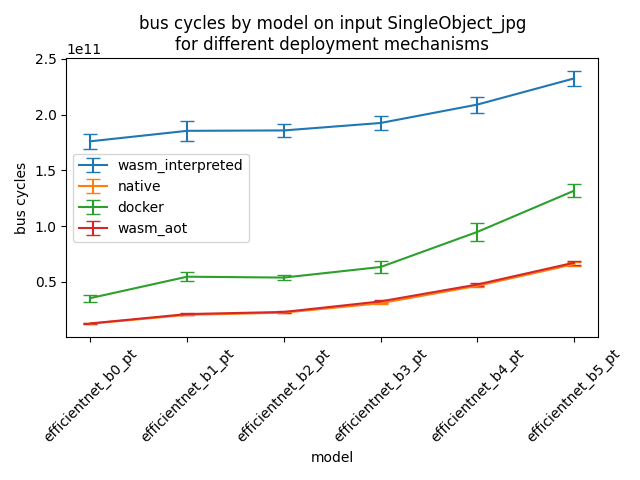 bus cycles by model on input SingleObject_jpg
for different deployment mechanisms
1e11
2.5
2.0
1.5
1.0
0.5
bus cycles
wasm_interpreted
native
docker
wasm_aot
efficientnet_b0_pt
efficientnet_b1_pt
efficientnet_b2_pt
efficientnet_b3_pt
efficientnet_b4_pt
efficientnet_b5_pt
model